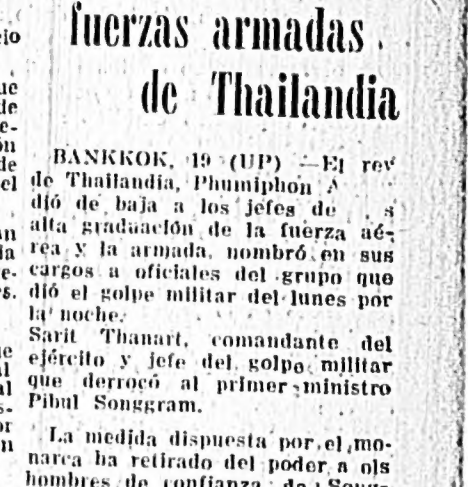 fuerzas armadas
de Thailandia
BANKKOK, 19 (UP) —El rey
de Thailandia, Phumiphon A
dió de baja a los jefes de s
alta graduación de la fuerza aé-
rea y la armada, nombró en sus
cargos a oficiales del grupo que
dió el golpe militar del lunes por
la noche.
Sarit Thanart, comandante del
ejército y jefe del golpe militar
que derrocó al primer ministro
Pibul Songgram.
La medida dispuesta por el mo-
narca ha retirado del poder a ols
hombres de confianza de Songg-